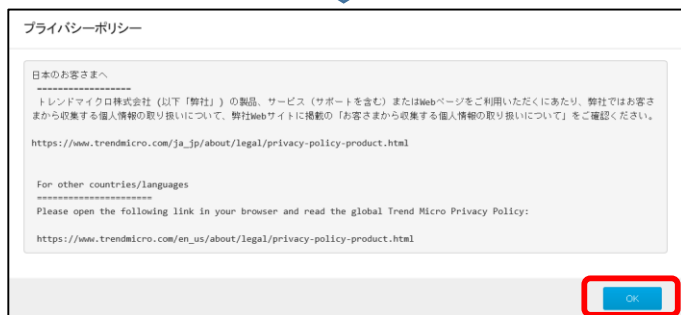 プライバシーポリシー
日本のお客さまへ
------------------
トレンドマイクロ株式会社 (以下「弊社」) の製品、サービス（サポートを含む）またはWebページをご利用いただくにあたり、弊社ではお客さ
まから収集する個人情報の取り扱いについて、弊社Webサイトに掲載の「お客さまから収集する個人情報の取り扱いについて」をご確認ください。
https://www.trendmicro.com/ja_jp/about/legal/privacy-policy-product.html
For other countries/languages
======================
Please open the following link in your browser and read the global Trend Micro Privacy Policy:
https://www.trendmicro.com/en_us/about/legal/privacy-policy-product.html
OK